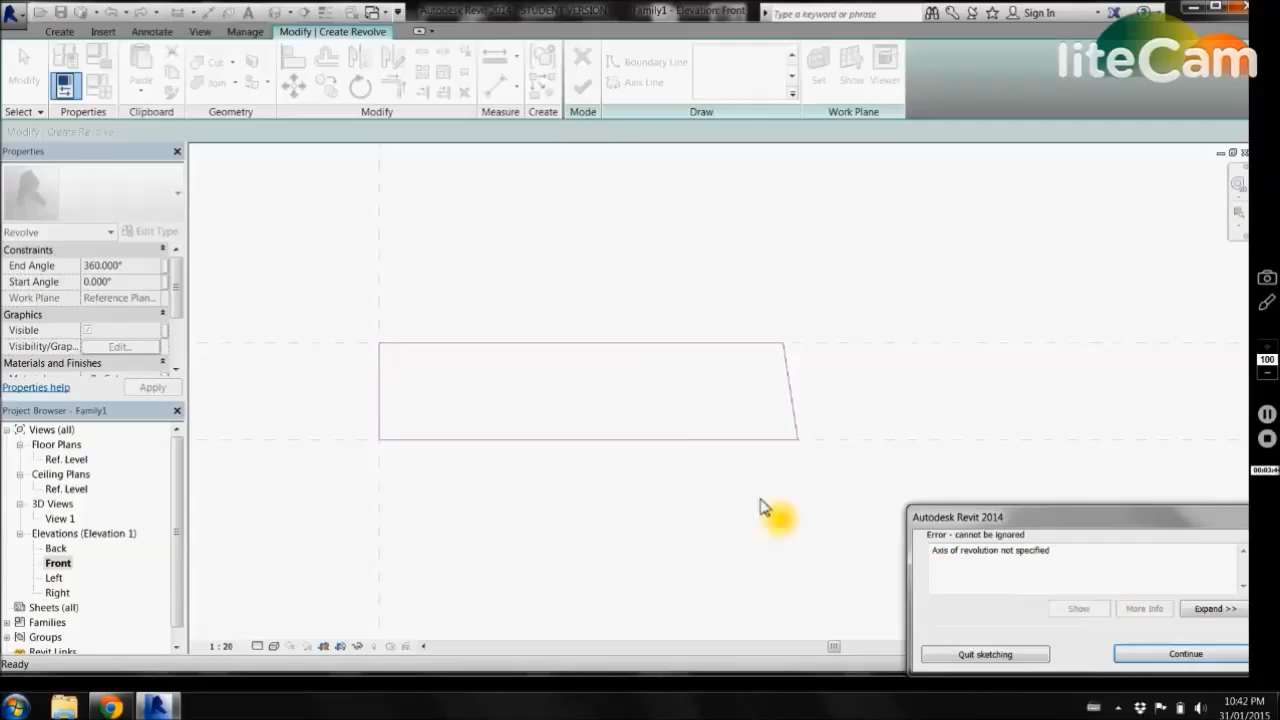 Autodesk Revit 2014 - STUDENT VERSION    Family1 - Elevation: Front
Type a keyword or phrase
Sign In
Create Insert Annotate View Manage Modify | Create Revolve
liteCam
Modify
Paste
Cut
Join
Boundary Line
Axis Line
Set Show Viewer
Select Properties Clipboard Geometry Modify Measure Create Mode Draw Work Plane
Modify | Create Revolve
Properties
Revolve
Edit Type
Constraints
End Angle 360.000°
Start Angle 0.000°
Work Plane Reference Plan...
Graphics
Visible
Visibility/Grap... Edit...
Materials and Finishes
Properties help Apply
Project Browser - Family1
Views (all)
Floor Plans
Ref. Level
Ceiling Plans
Ref. Level
3D Views
View 1
Elevations (Elevation 1)
Back
Front
Left
Right
Sheets (all)
Families
Groups
Revit Links
1 : 20
Ready
Autodesk Revit 2014
Error - cannot be ignored
Axis of revolution not specified
Show More Info Expand >>
Quit sketching Continue
100
10:42 PM
31/01/2015